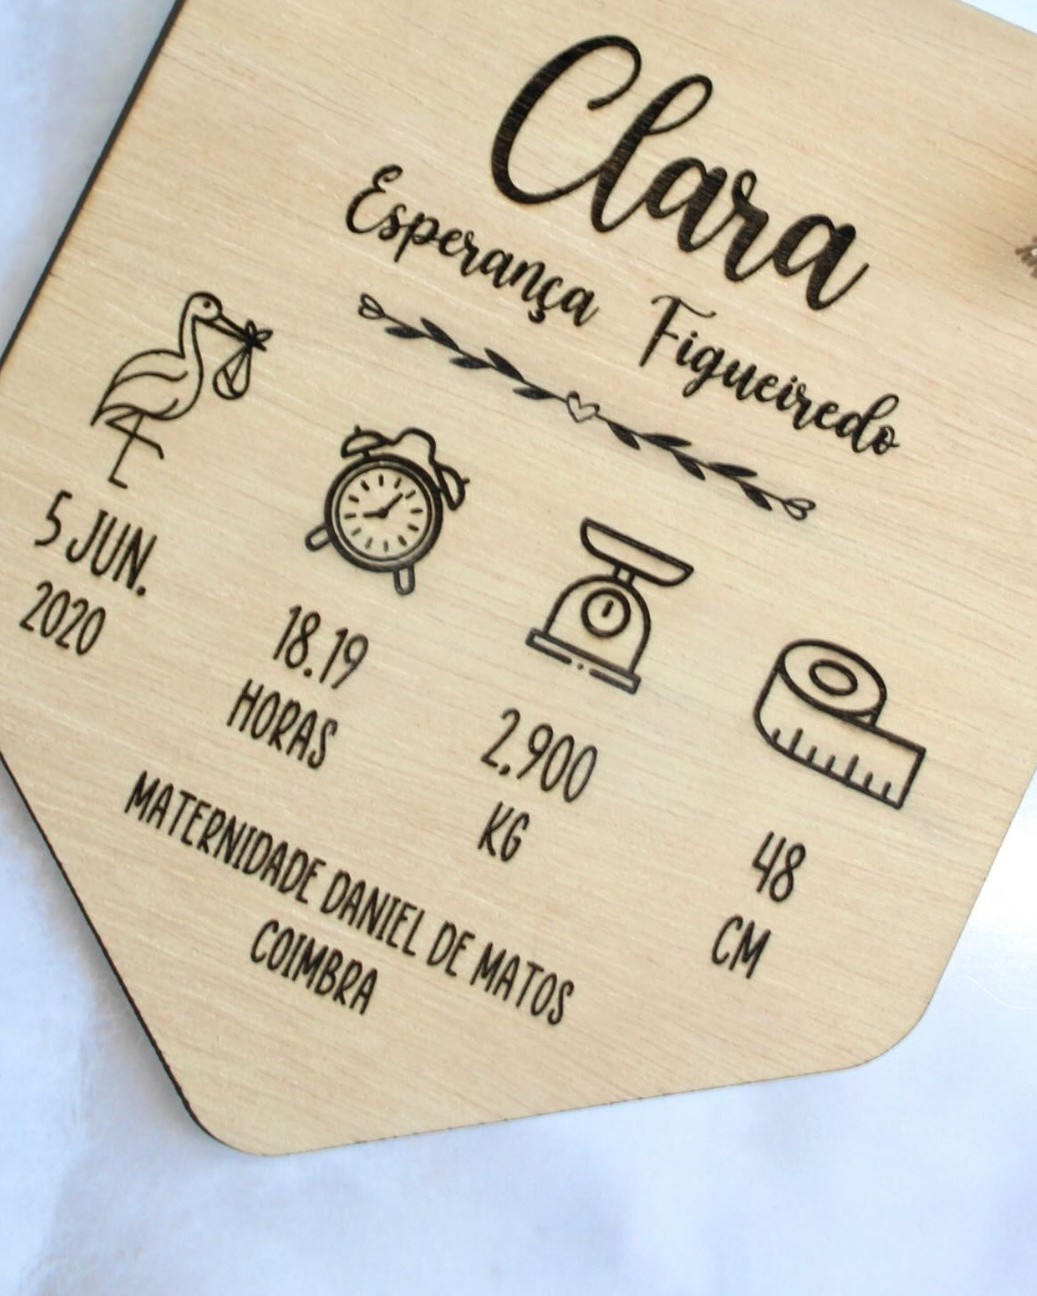 Clara
Esperança Figueiredo
5 JUN.
2020
18.19
HORAS
2,900
KG
48
CM
MATERNIDADE DANIEL DE MATOS
COIMBRA